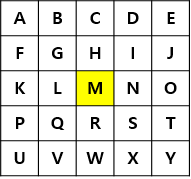 A B C D E
F G H I J
K L M N O
P Q R S T
U V W X Y